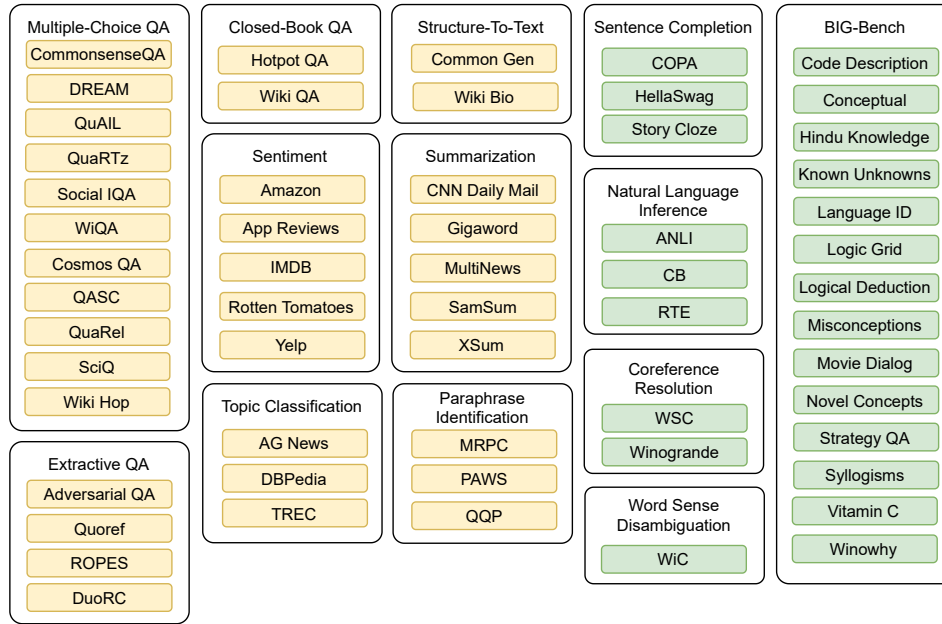 Multiple-Choice QA
CommonsenseQA
DREAM
QuAIL
QuaRTz
Social IQA
WiQA
Cosmos QA
QASC
QuaRel
SciQ
Wiki Hop
Extractive QA
Adversarial QA
Quoref
ROPES
DuoRC
Closed-Book QA
Hotpot QA
Wiki QA
Sentiment
Amazon
App Reviews
IMDB
Rotten Tomatoes
Yelp
Topic Classification
AG News
DBPedia
TREC
Structure-To-Text
Common Gen
Wiki Bio
Summarization
CNN Daily Mail
Gigaword
MultiNews
SamSum
XSum
Paraphrase
Identification
MRPC
PAWS
QQP
Sentence Completion
COPA
HellaSwag
Story Cloze
Natural Language
Inference
ANLI
CB
RTE
Coreference
Resolution
WSC
Winogrande
Word Sense
Disambiguation
WiC
BIG-Bench
Code Description
Conceptual
Hindu Knowledge
Known Unknowns
Language ID
Logic Grid
Logical Deduction
Misconceptions
Movie Dialog
Novel Concepts
Strategy QA
Syllogisms
Vitamin C
Winowhy